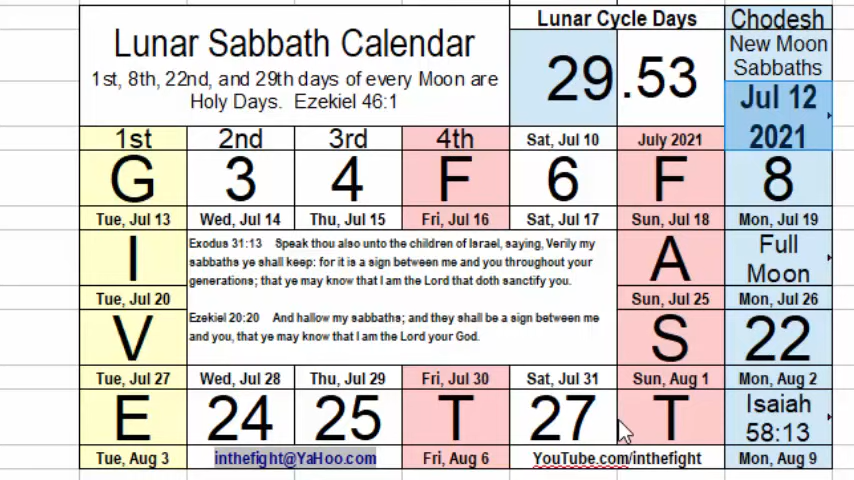 Lunar Sabbath Calendar
1st, 8th, 22nd, and 29th days of every Moon are
Holy Days. Ezekiel 46:1
Lunar Cycle Days
29.53
Chodesh
New Moon
Sabbaths
Jul 12
2021
1st 2nd 3rd 4th Sat, Jul 10 July 2021
G 3 4 F 6 F 8
Tue, Jul 13 Wed, Jul 14 Thu, Jul 15 Fri, Jul 16 Sat, Jul 17 Sun, Jul 18 Mon, Jul 19
I
Exodus 31:13 Speak thou also unto the children of Israel, saying, Verily my
sabbaths ye shall keep: for it is a sign between me and you throughout your
generations; that ye may know that I am the Lord that doth sanctify you.
A
Full
Moon
Tue, Jul 20 Sun, Jul 25 Mon, Jul 26
Ezekiel 20:20 And hallow my sabbaths; and they shall be a sign between me
and you, that ye may know that I am the Lord your God.
V S 22
Tue, Jul 27 Wed, Jul 28 Thu, Jul 29 Fri, Jul 30 Sat, Jul 31 Sun, Aug 1 Mon, Aug 2
E 24 25 T 27 T
Isaiah
58:13
Tue, Aug 3 inthefight@YaHoo.com Fri, Aug 6 YouTube.com/inthefight Mon, Aug 9